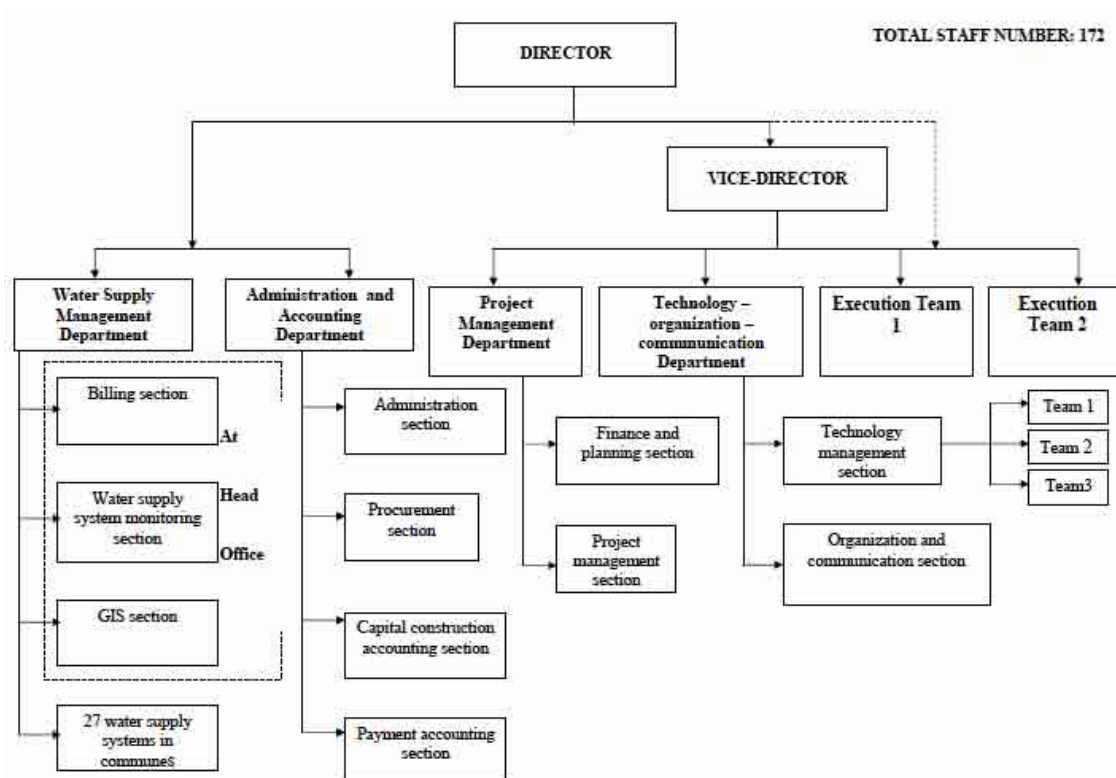 TOTAL STAFF NUMBER: 172
DIRECTOR
VICE-DIRECTOR
Water Supply
Management
Department
Administration and
Accounting
Department
Project
Management
Department
Technology –
organization –
communication
Department
Execution Team
1
Execution
Team 2
Billing section
At
Water supply
system monitoring
section
Head
Office
GIS section
27 water supply
systems in
communes
Administration
section
Procurement
section
Capital construction
accounting section
Payment accounting
section
Finance and
planning section
Project
management
section
Technology
management
section
Organization and
communication section
Team 1
Team 2
Team3